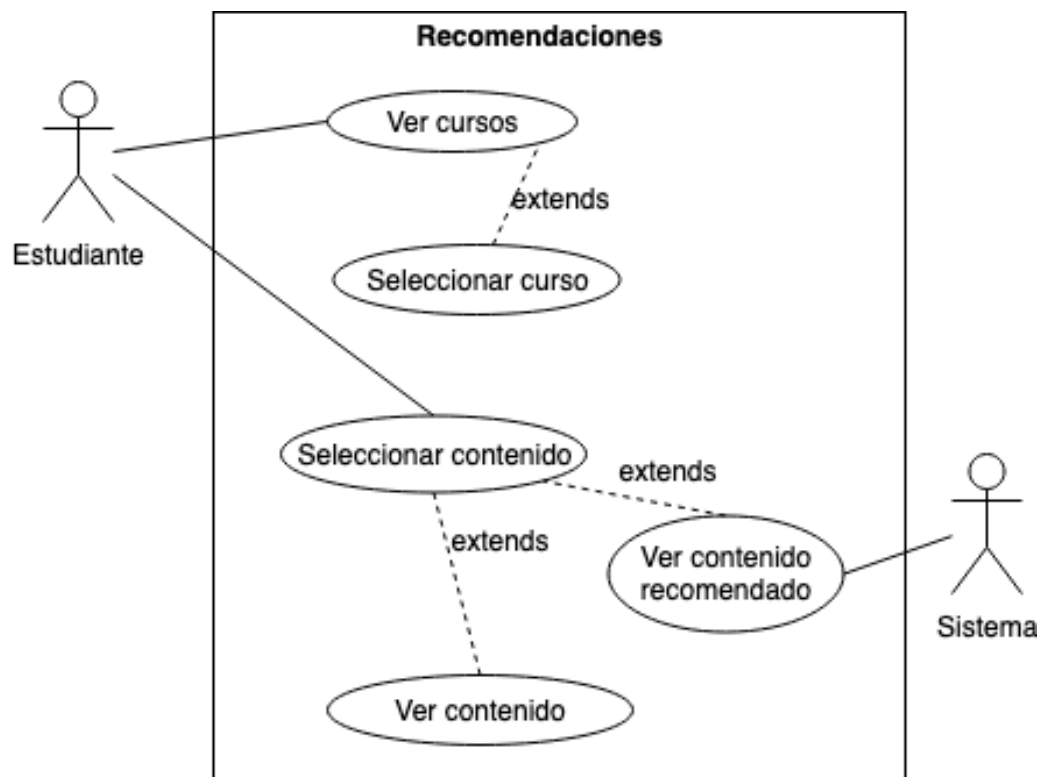 Recomendaciones
Ver cursos
extends
Estudiante
Seleccionar curso
Seleccionar contenido
extends
extends
Ver contenido
recomendado
Sistema
Ver contenido